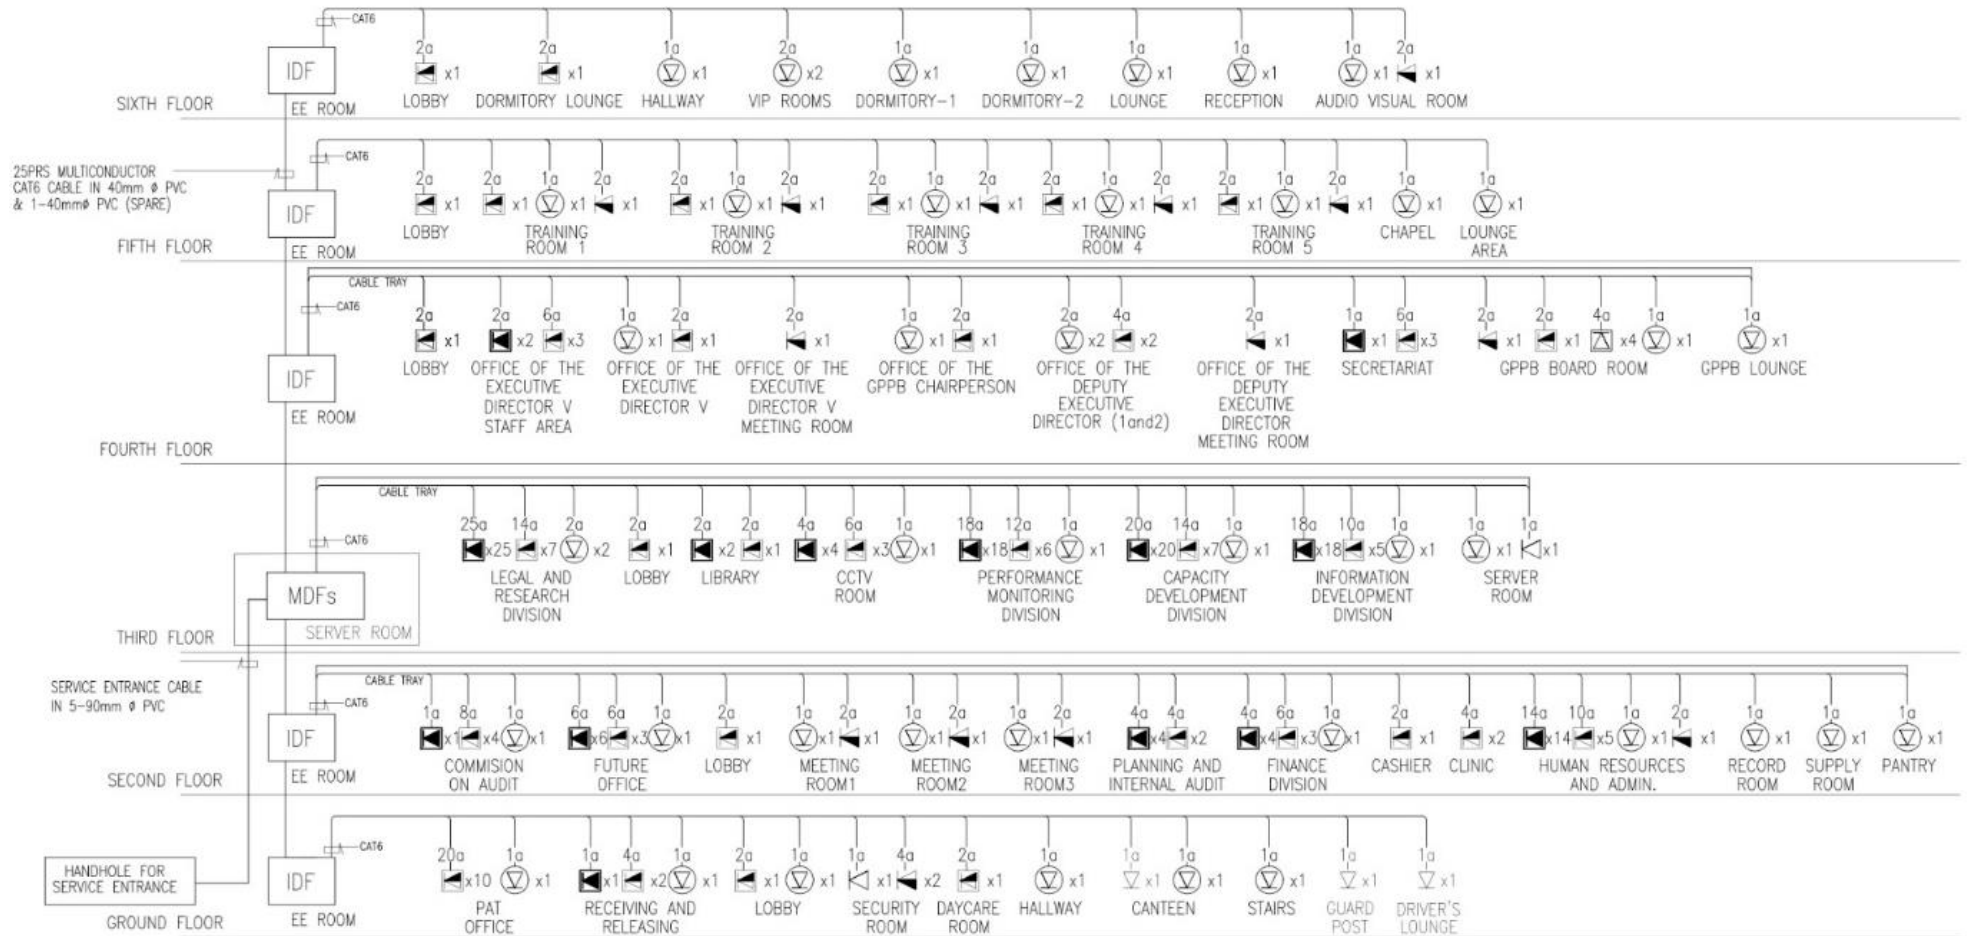 CAT6
2a 2a 1a 2a 1a 1a 1a 1a 1a 2a
IDF x1 x1 x1 x2 x1 x1 x1 x1 x1 x1
LOBBY DORMITORY LOUNGE HALLWAY VIP ROOMS DORMITORY-1 DORMITORY-2 LOUNGE RECEPTION AUDIO VISUAL ROOM
SIXTH FLOOR EE ROOM
CAT6
25PRS MULTICONDUCTOR
CAT6 CABLE IN 40mm ø PVC
& 1-40mmø PVC (SPARE)
2a 2a 1a 2a 2a 1a 2a 2a 1a 2a 2a 1a 2a 2a 1a 2a 1a 1a
IDF x1 x1 x1 x1 x1 x1 x1 x1 x1 x1 x1 x1 x1 x1 x1 x1 x1 x1
LOBBY TRAINING TRAINING TRAINING TRAINING TRAINING CHAPEL LOUNGE
ROOM 1 ROOM 2 ROOM 3 ROOM 4 ROOM 5 AREA
FIFTH FLOOR EE ROOM
CABLE TRAY
CAT6
2a 2a 6a 1a 2a 2a 1a 2a 2a 4a 2a 1a 6a 2a 2a 4a 1a 1a
x1 x2 x3 x1 x1 x1 x1 x1 x2 x2 x1 x1 x3 x1 x1 x4 x1 x1
IDF
LOBBY OFFICE OF THE OFFICE OF THE OFFICE OF THE OFFICE OF THE OFFICE OF THE OFFICE OF THE SECRETARIAT GPPB BOARD ROOM GPPB LOUNGE
EXECUTIVE EXECUTIVE EXECUTIVE GPPB CHAIRPERSON DEPUTY DEPUTY
DIRECTOR V DIRECTOR V DIRECTOR V EXECUTIVE EXECUTIVE
STAFF AREA MEETING ROOM DIRECTOR (1and2) DIRECTOR
MEETING ROOM
EE ROOM
FOURTH FLOOR
CABLE TRAY
CAT6
25a 14a 2a 2a 2a 2a 4a 6a 1a 18a 12a 1a 20a 14a 1a 18a 10a 1a 1a 1a
x25 x7 x2 x1 x2 x1 x4 x3 x1 x18 x6 x1 x20 x7 x1 x18 x5 x1 x1 x1
LEGAL AND LOBBY LIBRARY CCTV PERFORMANCE CAPACITY INFORMATION SERVER
RESEARCH ROOM MONITORING DEVELOPMENT DEVELOPMENT ROOM
DIVISION DIVISION DIVISION DIVISION
MDFs
THIRD FLOOR SERVER ROOM
SERVICE ENTRANCE CABLE
IN 5-90mm ø PVC
CABLE TRAY
CAT6
1a 8a 1a 6a 6a 1a 2a 1a 2a 1a 2a 1a 2a 4a 4a 4a 6a 1a 2a 4a 14a 10a 1a 2a 1a 1a 1a
IDF x1 x4 x1 x6 x3 x1 x1 x1 x1 x1 x1 x1 x1 x4 x2 x4 x3 x1 x1 x2 x14 x5 x1 x1 x1 x1 x1
COMMISION FUTURE LOBBY MEETING MEETING MEETING PLANNING AND FINANCE CASHIER CLINIC HUMAN RESOURCES RECORD SUPPLY PANTRY
ON AUDIT OFFICE ROOM1 ROOM2 ROOM3 INTERNAL AUDIT DIVISION AND ADMIN. ROOM ROOM
SECOND FLOOR EE ROOM
CAT6
20a 1a 1a 4a 1a 2a 1a 1a 4a 2a 1a 1a 1a 1a 1a 1a
HANDHOLE FOR
SERVICE ENTRANCE
IDF x10 x1 x1 x2 x1 x1 x1 x1 x2 x1 x1 x1 x1 x1 x1 x1
PAT RECEIVING AND LOBBY SECURITY DAYCARE HALLWAY CANTEEN STAIRS GUARD DRIVER'S
OFFICE RELEASING ROOM ROOM POST LOUNGE
GROUND FLOOR EE ROOM